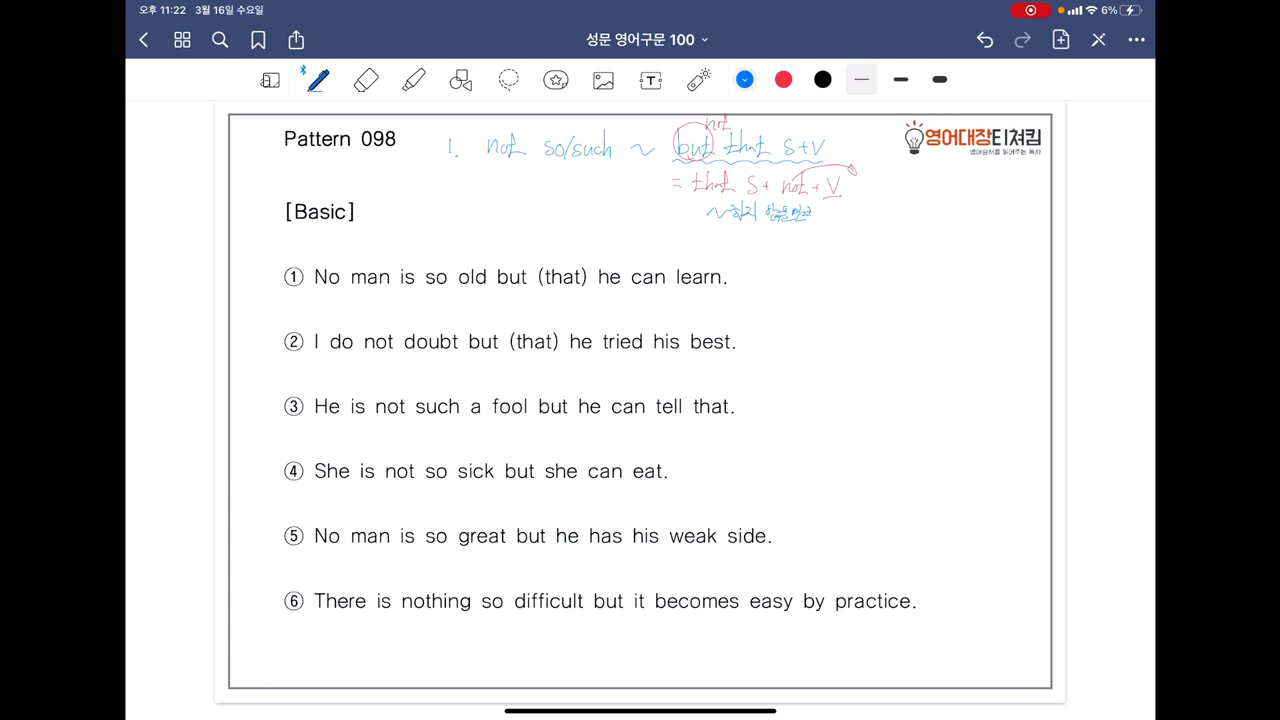 오후 11:22 3월 16일 수요일
6%
성문 영어구문 100
Pattern 098
영어대장티쳐킴
not
1. not so/such ~ but that S+V
= that S+ not + V
~하지 않을만큼
[Basic]
① No man is so old but (that) he can learn.
② I do not doubt but (that) he tried his best.
③ He is not such a fool but he can tell that.
④ She is not so sick but she can eat.
⑤ No man is so great but he has his weak side.
⑥ There is nothing so difficult but it becomes easy by practice.